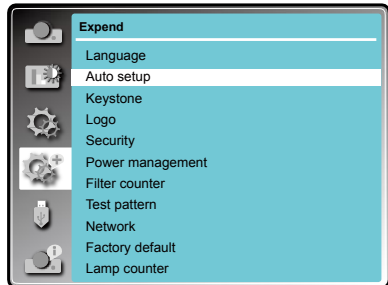 Expend
Language
Auto setup
Keystone
Logo
Security
Power management
Filter counter
Test pattern
Network
Factory default
Lamp counter